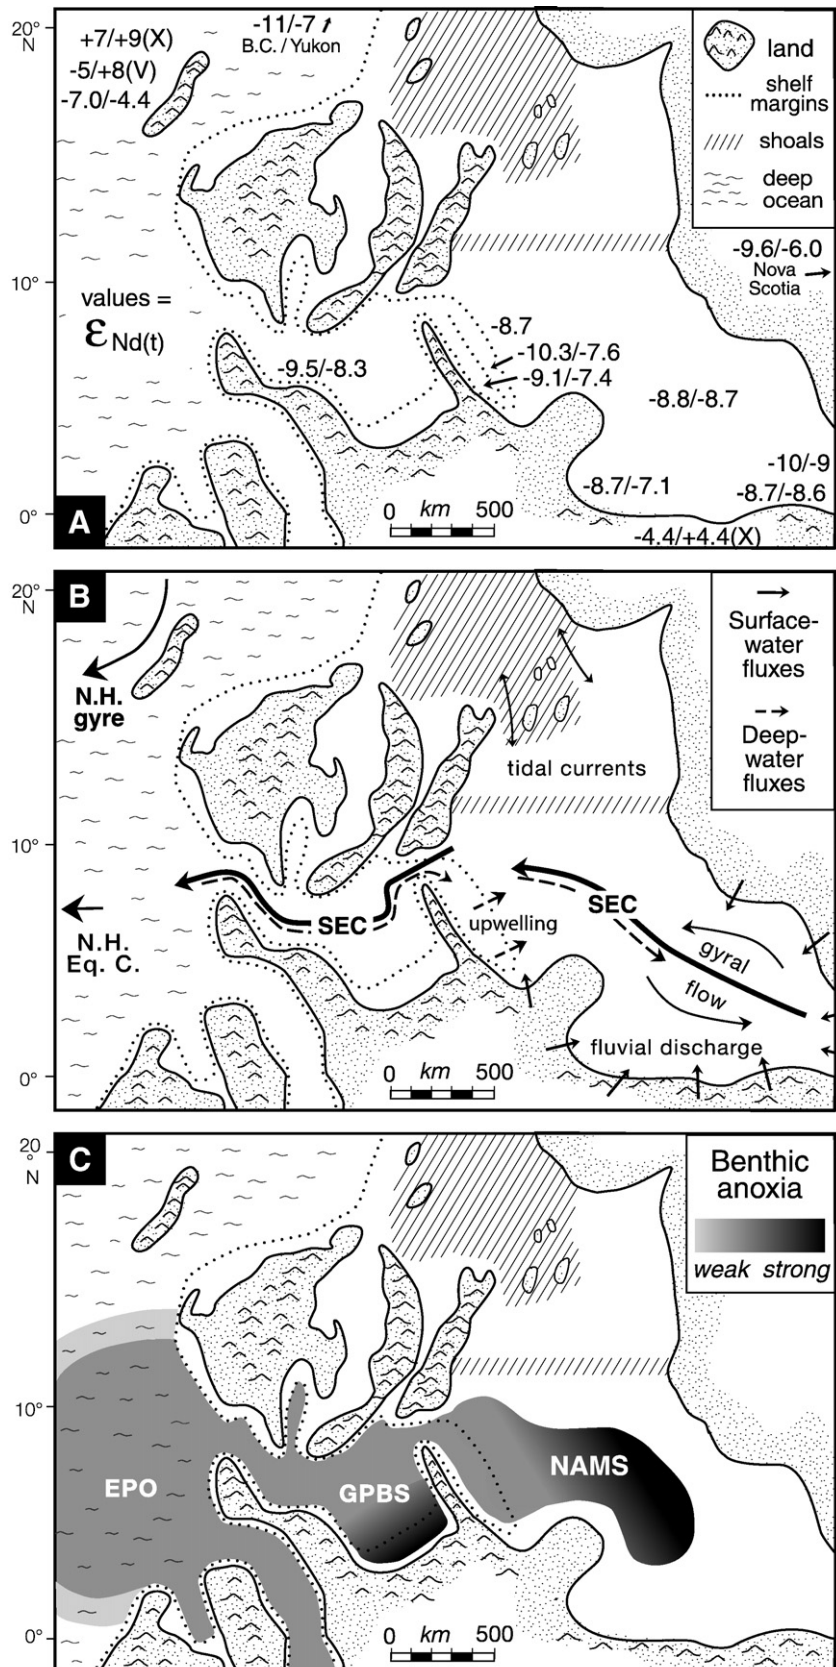 20°
N
+7/+9(X)
-5/+8(V)
-7.0/-4.4
-11/-7
B.C. / Yukon
land
shelf
margins
shoals
deep
ocean
-9.6/-6.0
Nova
Scotia
10°
values =
εNd(t)
-8.7
-10.3/-7.6
-9.1/-7.4
-9.5/-8.3
-8.8/-8.7
-10/-9
-8.7/-7.1
-8.7/-8.6
-4.4/+4.4(X)
0 km 500
0°
A
20°
N
B
N.H.
gyre
Surface-
water
fluxes
Deep-
water
fluxes
tidal currents
10°
SEC
SEC
upwelling
gyral
flow
N.H.
Eq. C.
fluvial discharge
0 km 500
0°
20
°
N
C
Benthic
anoxia
weak strong
10°
EPO
GPBS
NAMS
0 km 500
0°